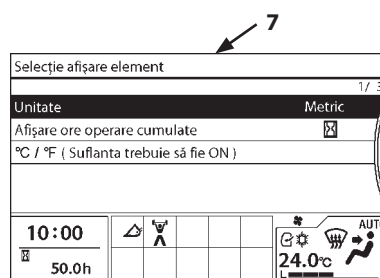 7
Selecție afișare element
1/ 3
Unitate Metric
Afișare ore operare cumulate
°C / °F ( Suflanta trebuie să fie ON )
10:00
50.0h
AUT
24.0°C
L